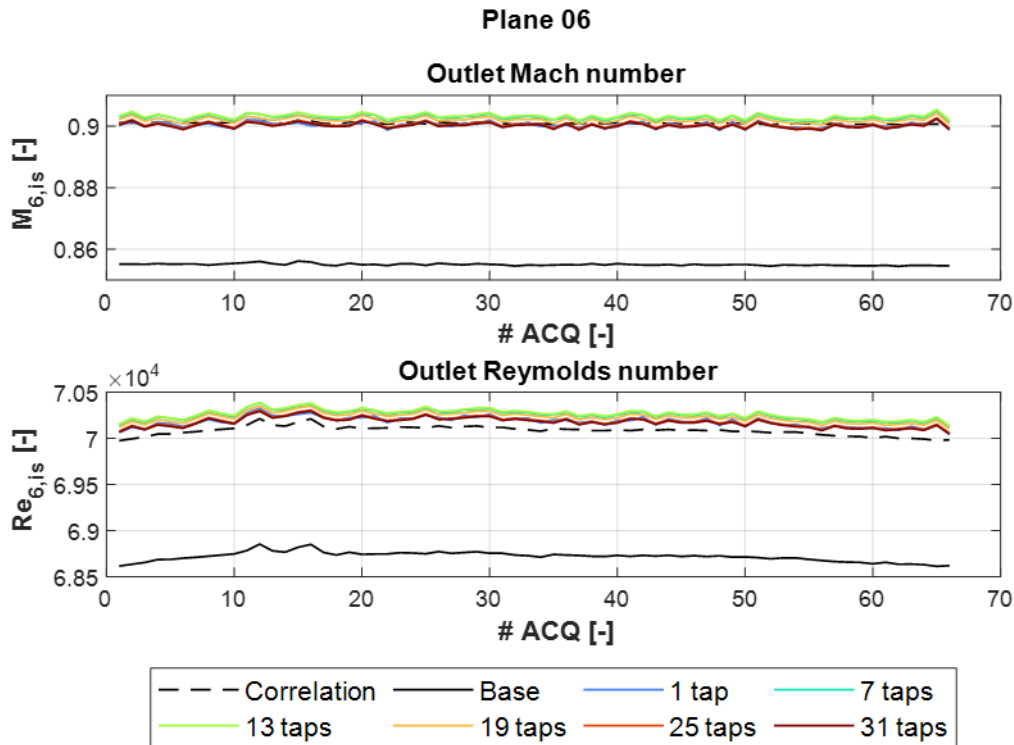 Plane 06
Outlet Mach number
M6,is [-]
0.9
0.88
0.86
0 10 20 30 40 50 60 70
# ACQ [-]
×10^4
Outlet Reymolds number
Re6,is [-]
7.05
7
6.95
6.9
6.85
0 10 20 30 40 50 60 70
# ACQ [-]
Correlation Base 1 tap 7 taps
13 taps 19 taps 25 taps 31 taps